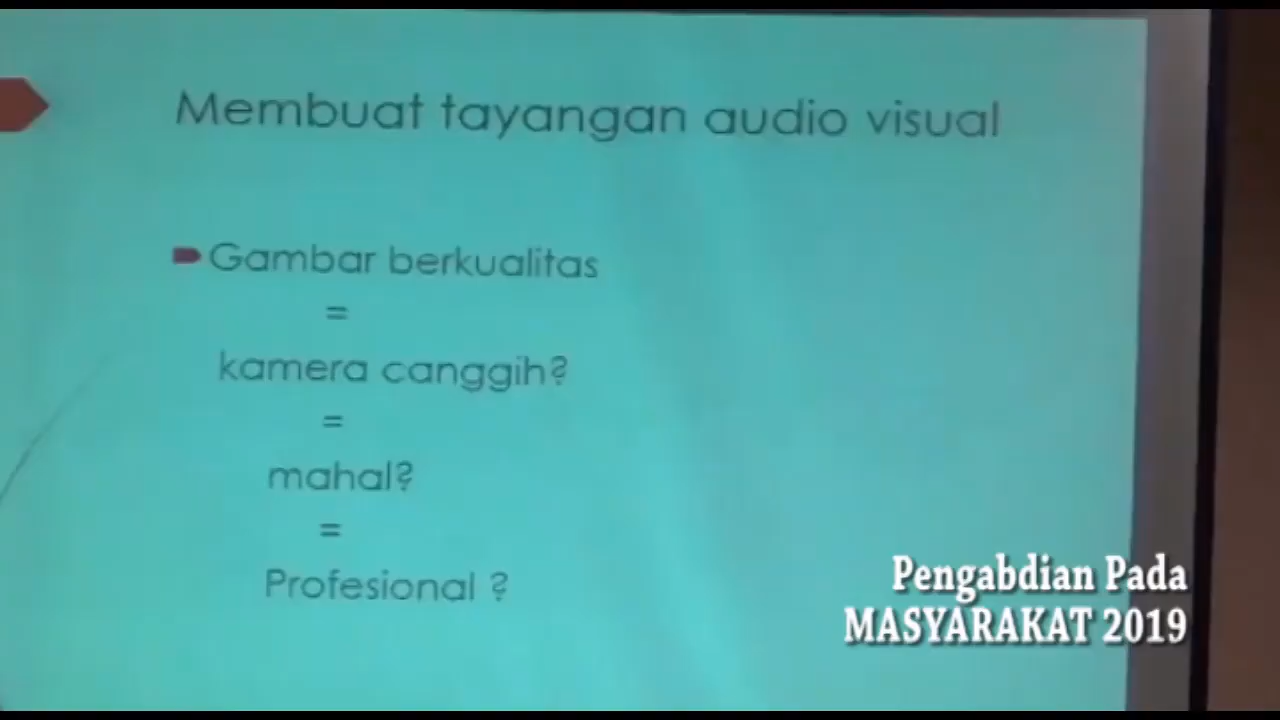 Membuat tayangan audio visual
Gambar berkualitas
=
kamera canggih?
=
mahal?
=
Profesional ?
Pengabdian Pada
MASYARAKAT 2019